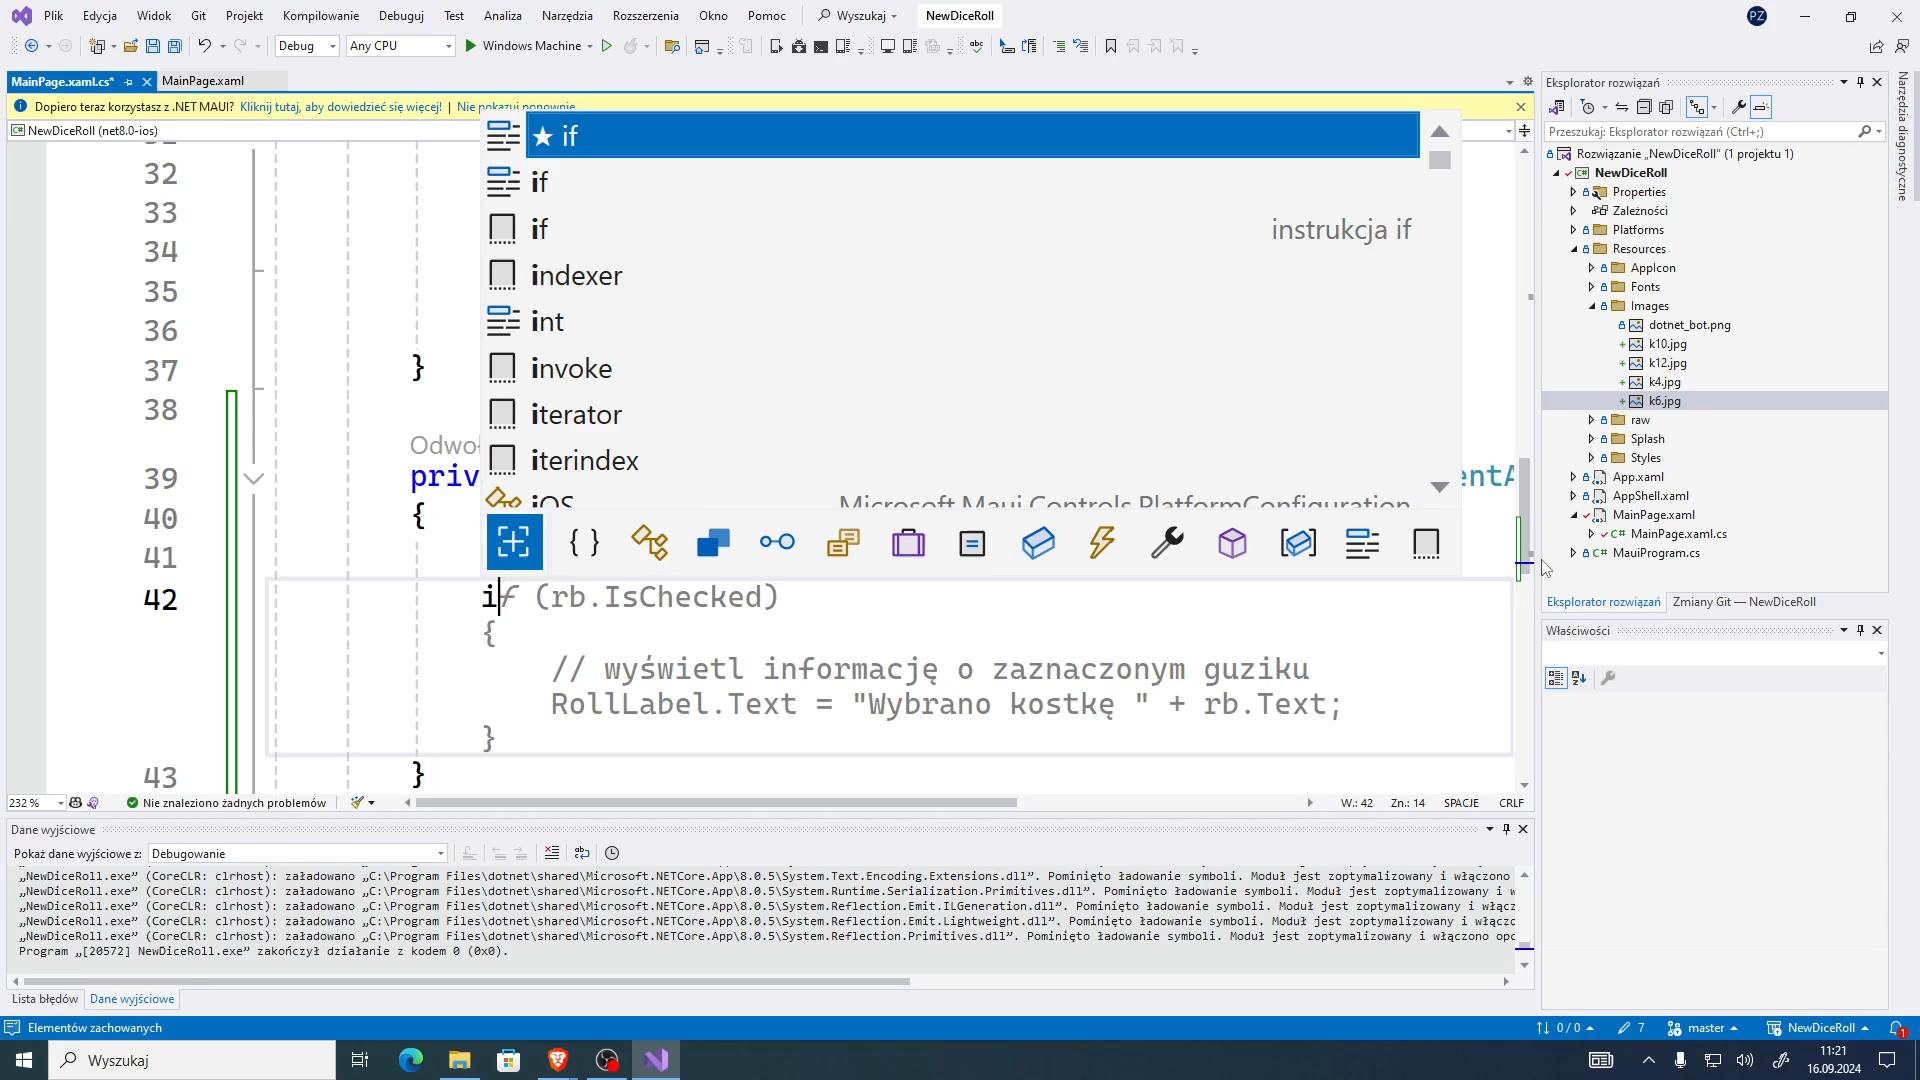 Plik Edycja Widok Git Projekt Kompilowanie Debuguj Test Analiza Narzędzia Rozszerzenia Okno Pomoc Wyszukaj NewDiceRoll PZ
Debug Any CPU Windows Machine
MainPage.xaml.cs* MainPage.xaml
Dopiero teraz korzystasz z .NET MAUI? Kliknij tutaj, aby dowiedzieć się więcej! | Nie pokazuj ponownie
NewDiceRoll (net8.0-ios)
★ if
if
if instrukcja if
indexer
int
invoke
iterator
iterindex
iOS Microsoft.Maui.Controls.PlatformConfiguration
32
33
34
35
36
37 }
38
Odwoł
39 priv entA
40 {
41
42 if (rb.IsChecked)
{
// wyświetl informację o zaznaczonym guziku
RollLabel.Text = "Wybrano kostkę " + rb.Text;
}
43 }
232 % Nie znaleziono żadnych problemów W.: 42 Zn.: 14 SPACJE CRLF
Dane wyjściowe
Pokaż dane wyjściowe z: Debugowanie
„NewDiceRoll.exe” (CoreCLR: clrhost): załadowano „C:\Program Files\dotnet\shared\Microsoft.NETCore.App\8.0.5\System.Text.Encoding.Extensions.dll”. Pominięto ładowanie symboli. Moduł jest zoptymalizowany i włączono
„NewDiceRoll.exe” (CoreCLR: clrhost): załadowano „C:\Program Files\dotnet\shared\Microsoft.NETCore.App\8.0.5\System.Runtime.Serialization.Primitives.dll”. Pominięto ładowanie symboli. Moduł jest zoptymalizowany i w
„NewDiceRoll.exe” (CoreCLR: clrhost): załadowano „C:\Program Files\dotnet\shared\Microsoft.NETCore.App\8.0.5\System.Reflection.Emit.ILGeneration.dll”. Pominięto ładowanie symboli. Moduł jest zoptymalizowany i włącz
„NewDiceRoll.exe” (CoreCLR: clrhost): załadowano „C:\Program Files\dotnet\shared\Microsoft.NETCore.App\8.0.5\System.Reflection.Emit.Lightweight.dll”. Pominięto ładowanie symboli. Moduł jest zoptymalizowany i włączo
„NewDiceRoll.exe” (CoreCLR: clrhost): załadowano „C:\Program Files\dotnet\shared\Microsoft.NETCore.App\8.0.5\System.Reflection.Primitives.dll”. Pominięto ładowanie symboli. Moduł jest zoptymalizowany i włączono opc
Program „[20572] NewDiceRoll.exe” zakończył działanie z kodem 0 (0x0).
Lista błędów Dane wyjściowe
Eksplorator rozwiązań
Przeszukaj: Eksplorator rozwiązań (Ctrl+;)
Rozwiązanie „NewDiceRoll” (1 projektu 1)
NewDiceRoll
Properties
Zależności
Platforms
Resources
AppIcon
Fonts
Images
dotnet_bot.png
k10.jpg
k12.jpg
k4.jpg
k6.jpg
raw
Splash
Styles
App.xaml
AppShell.xaml
MainPage.xaml
MainPage.xaml.cs
MauiProgram.cs
Eksplorator rozwiązań Zmiany Git — NewDiceRoll
Właściwości
Narzędzia diagnostyczne
Elementów zachowanych 0 / 0 7 master NewDiceRoll 1
Wyszukaj 11:21
16.09.2024